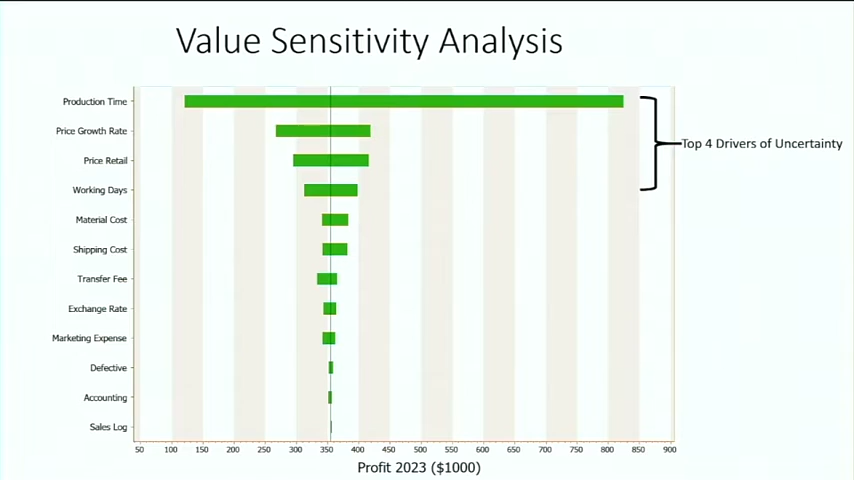 Value Sensitivity Analysis
Production Time
Price Growth Rate
Price Retail
Working Days
Material Cost
Shipping Cost
Transfer Fee
Exchange Rate
Marketing Expense
Defective
Accounting
Sales Log
Top 4 Drivers of Uncertainty
50 100 150 200 250 300 350 400 450 500 550 600 650 700 750 800 850 900
Profit 2023 ($1000)